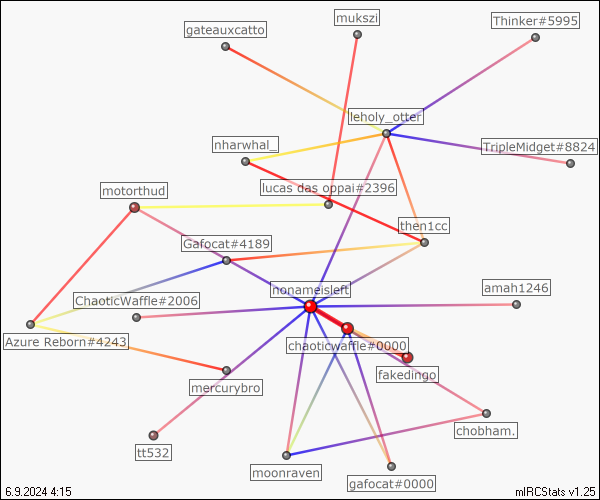 mukszi
Thinker#5995
gateauxcatto
leholy_otter
nharwhal_
TripleMidget#8824
motorthud
lucas das oppai#2396
then1cc
Gafocat#4189
nonameisleft
amah1246
ChaoticWaffle#2006
Azure Reborn#4243
chaoticwaffle#0000
fakedingo
mercurybro
chobham.
tt532
moonraven
gafocat#0000
6.9.2024 4:15
mIRCStats v1.25